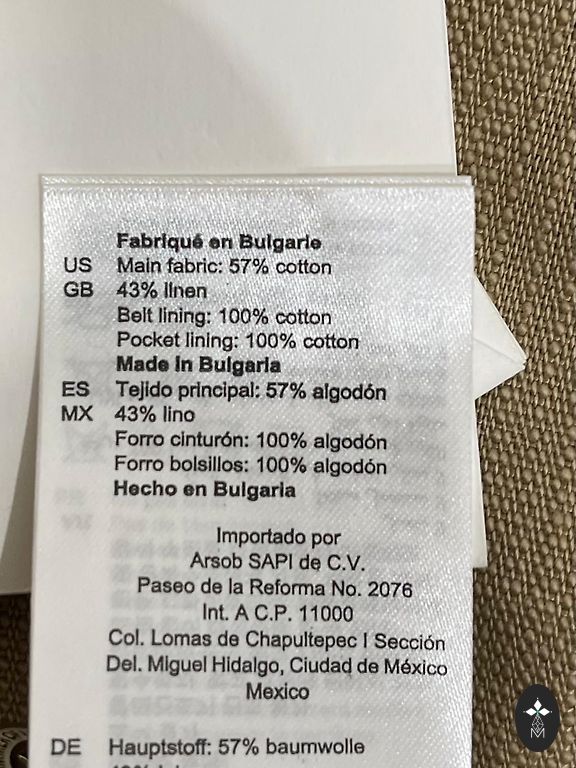 Fabriqué en Bulgarie
US Main fabric: 57% cotton
GB 43% linen
Belt lining: 100% cotton
Pocket lining: 100% cotton
Made in Bulgaria
ES Tejido principal: 57% algodón
MX 43% lino
Forro cinturón: 100% algodón
Forro bolsillos: 100% algodón
Hecho en Bulgaria
Importado por
Arsob SAPI de C.V.
Paseo de la Reforma No. 2076
Int. A C.P. 11000
Col. Lomas de Chapultepec I Sección
Del. Miguel Hidalgo, Ciudad de México
Mexico
DE Hauptstoff: 57% baumwolle
M